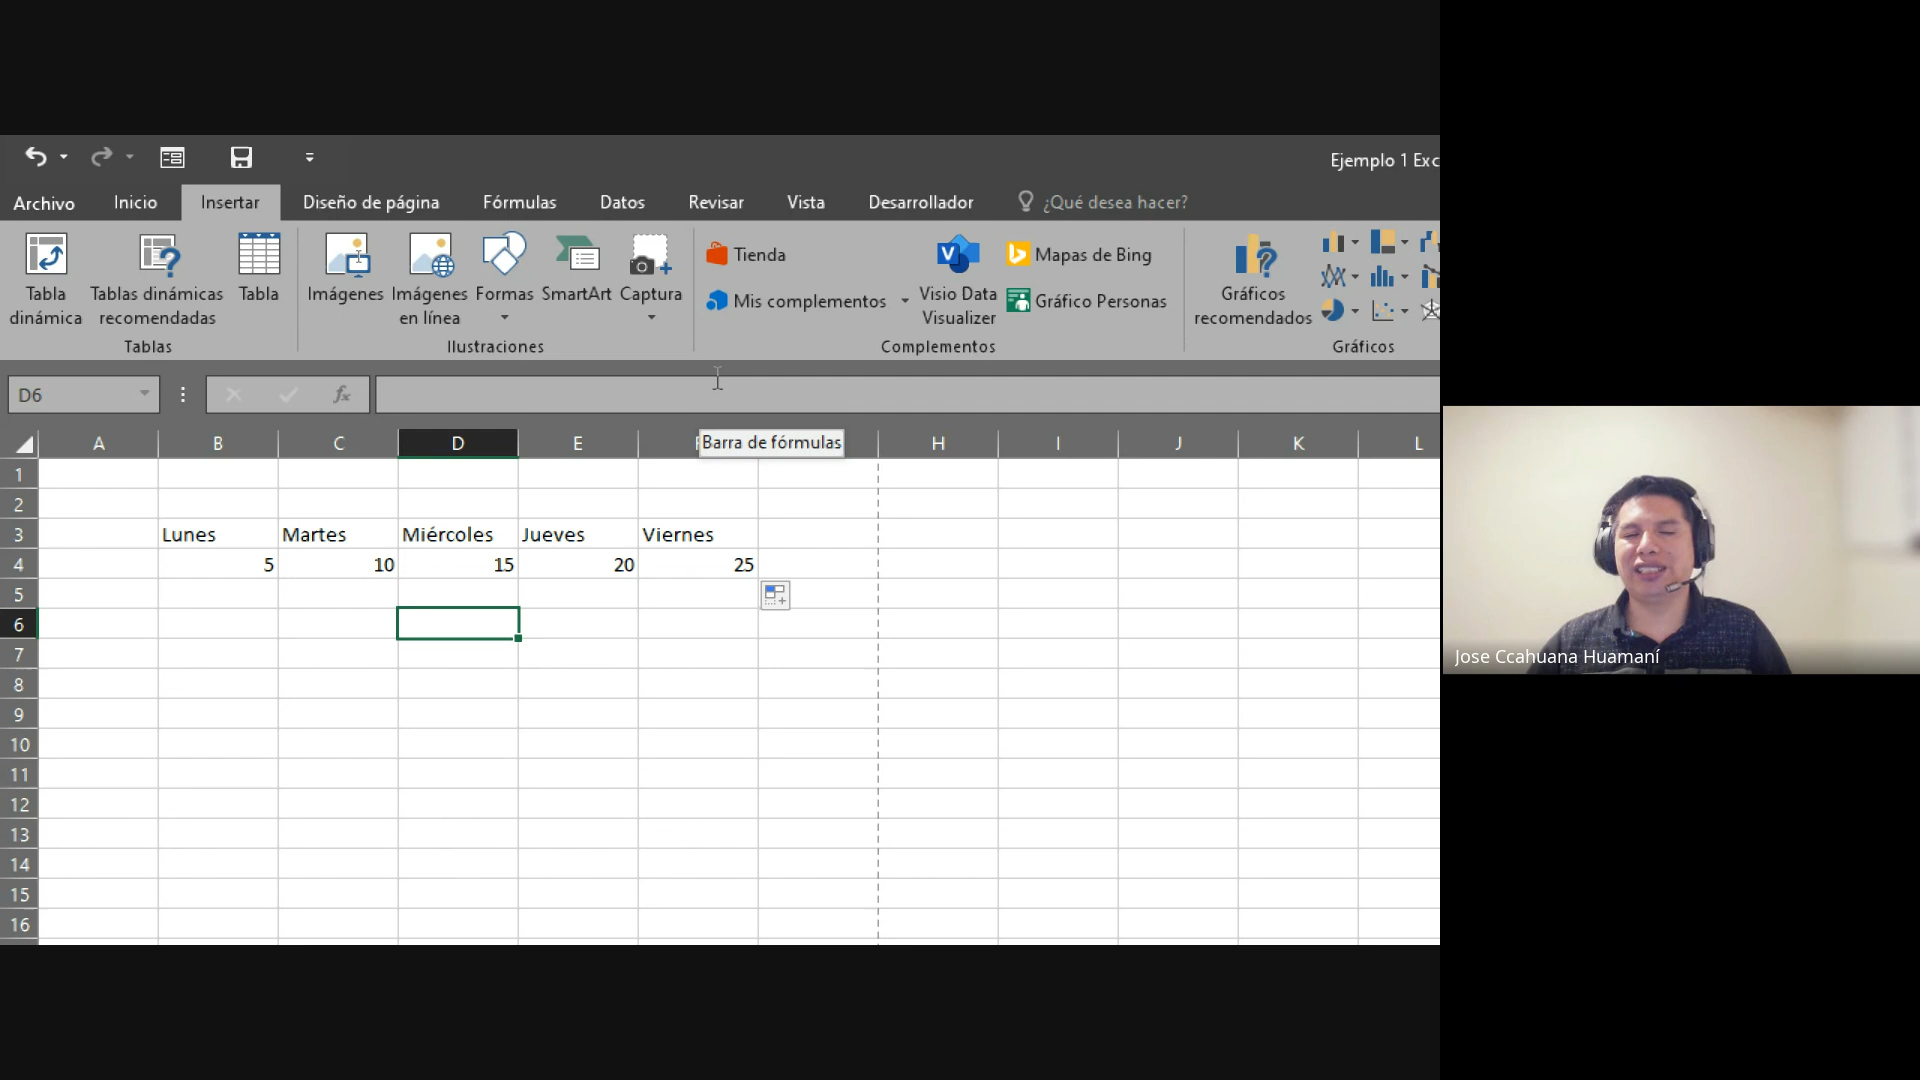 Ejemplo 1 Exc
Archivo Inicio Insertar Diseño de página Fórmulas Datos Revisar Vista Desarrollador ¿Qué desea hacer?
Tabla dinámica
Tablas dinámicas recomendadas
Tabla
Tablas
Imágenes
Imágenes en línea
Formas
SmartArt
Captura
Ilustraciones
Tienda
Mis complementos
Visio Data Visualizer
Mapas de Bing
Gráfico Personas
Complementos
Gráficos recomendados
Gráficos
D6 fx
Barra de fórmulas
A B C D E F H I J K L
1
2
3 Lunes Martes Miércoles Jueves Viernes
4 5 10 15 20 25
5
6
7
8
9
10
11
12
13
14
15
16
Jose Ccahuana Huamaní